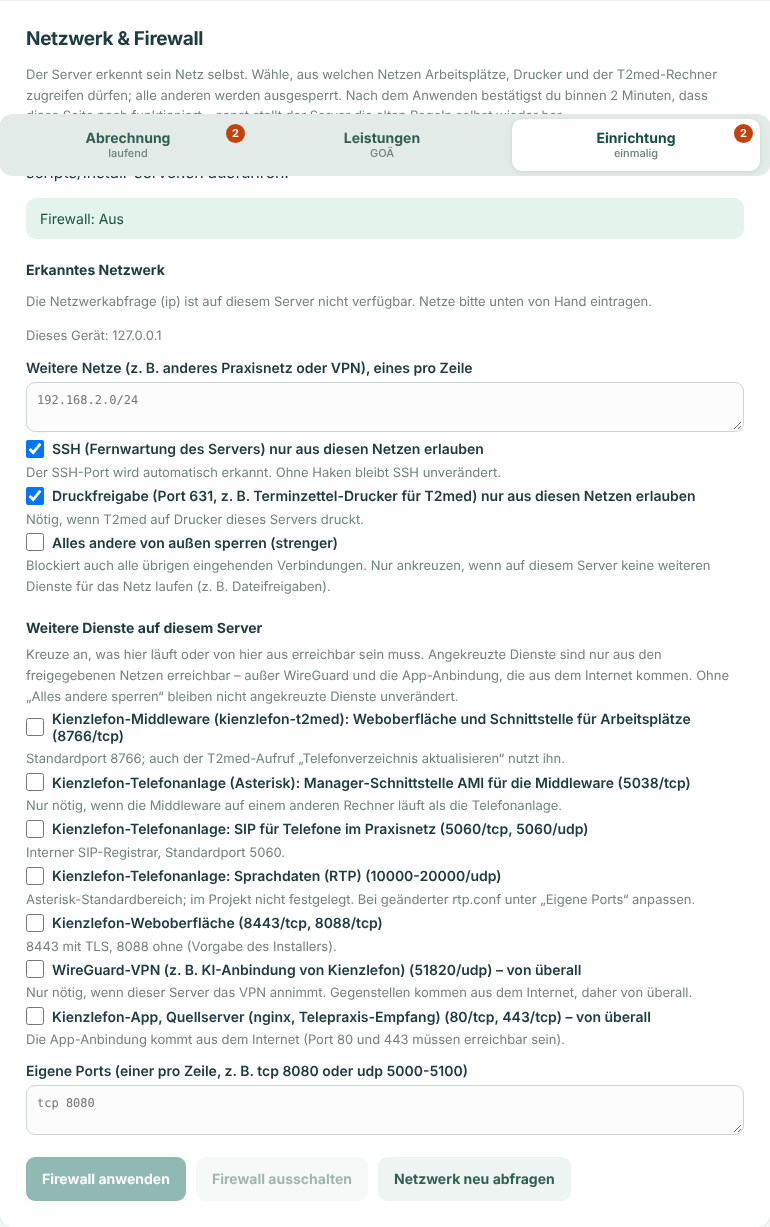 Netzwerk & Firewall
Der Server erkennt sein Netz selbst. Wähle, aus welchen Netzen Arbeitsplätze, Drucker und der T2med-Rechner
zugreifen dürfen; alle anderen werden ausgesperrt. Nach dem Anwenden bestätigst du binnen 2 Minuten, dass
Abrechnung
laufend
2
Leistungen
GOÄ
Einrichtung
einmalig
2
Firewall: Aus
Erkanntes Netzwerk
Die Netzwerkabfrage (ip) ist auf diesem Server nicht verfügbar. Netze bitte unten von Hand eintragen.
Dieses Gerät: 127.0.0.1
Weitere Netze (z. B. anderes Praxisnetz oder VPN), eines pro Zeile
192.168.2.0/24
SSH (Fernwartung des Servers) nur aus diesen Netzen erlauben
Der SSH-Port wird automatisch erkannt. Ohne Haken bleibt SSH unverändert.
Druckfreigabe (Port 631, z. B. Terminzettel-Drucker für T2med) nur aus diesen Netzen erlauben
Nötig, wenn T2med auf Drucker dieses Servers druckt.
Alles andere von außen sperren (strenger)
Blockiert auch alle übrigen eingehenden Verbindungen. Nur ankreuzen, wenn auf diesem Server keine weiteren
Dienste für das Netz laufen (z. B. Dateifreigaben).
Weitere Dienste auf diesem Server
Kreuze an, was hier läuft oder von hier aus erreichbar sein muss. Angekreuzte Dienste sind nur aus den
freigegebenen Netzen erreichbar – außer WireGuard und die App-Anbindung, die aus dem Internet kommen. Ohne
„Alles andere sperren“ bleiben nicht angekreuzte Dienste unverändert.
Kienzlefon-Middleware (kienzlefon-t2med): Weboberfläche und Schnittstelle für Arbeitsplätze
(8766/tcp)
Standardport 8766; auch der T2med-Aufruf „Telefonverzeichnis aktualisieren“ nutzt ihn.
Kienzlefon-Telefonanlage (Asterisk): Manager-Schnittstelle AMI für die Middleware (5038/tcp)
Nur nötig, wenn die Middleware auf einem anderen Rechner läuft als die Telefonanlage.
Kienzlefon-Telefonanlage: SIP für Telefone im Praxisnetz (5060/tcp, 5060/udp)
Interner SIP-Registrar, Standardport 5060.
Kienzlefon-Telefonanlage: Sprachdaten (RTP) (10000-20000/udp)
Asterisk-Standardbereich; im Projekt nicht festgelegt. Bei geänderter rtp.conf unter „Eigene Ports“ anpassen.
Kienzlefon-Weboberfläche (8443/tcp, 8088/tcp)
8443 mit TLS, 8088 ohne (Vorgabe des Installers).
WireGuard-VPN (z. B. KI-Anbindung von Kienzlefon) (51820/udp) – von überall
Nur nötig, wenn dieser Server das VPN annimmt. Gegenstellen kommen aus dem Internet, daher von überall.
Kienzlefon-App, Quellserver (nginx, Telepraxis-Empfang) (80/tcp, 443/tcp) – von überall
Die App-Anbindung kommt aus dem Internet (Port 80 und 443 müssen erreichbar sein).
Eigene Ports (einer pro Zeile, z. B. tcp 8080 oder udp 5000-5100)
tcp 8080
Firewall anwenden
Firewall ausschalten
Netzwerk neu abfragen